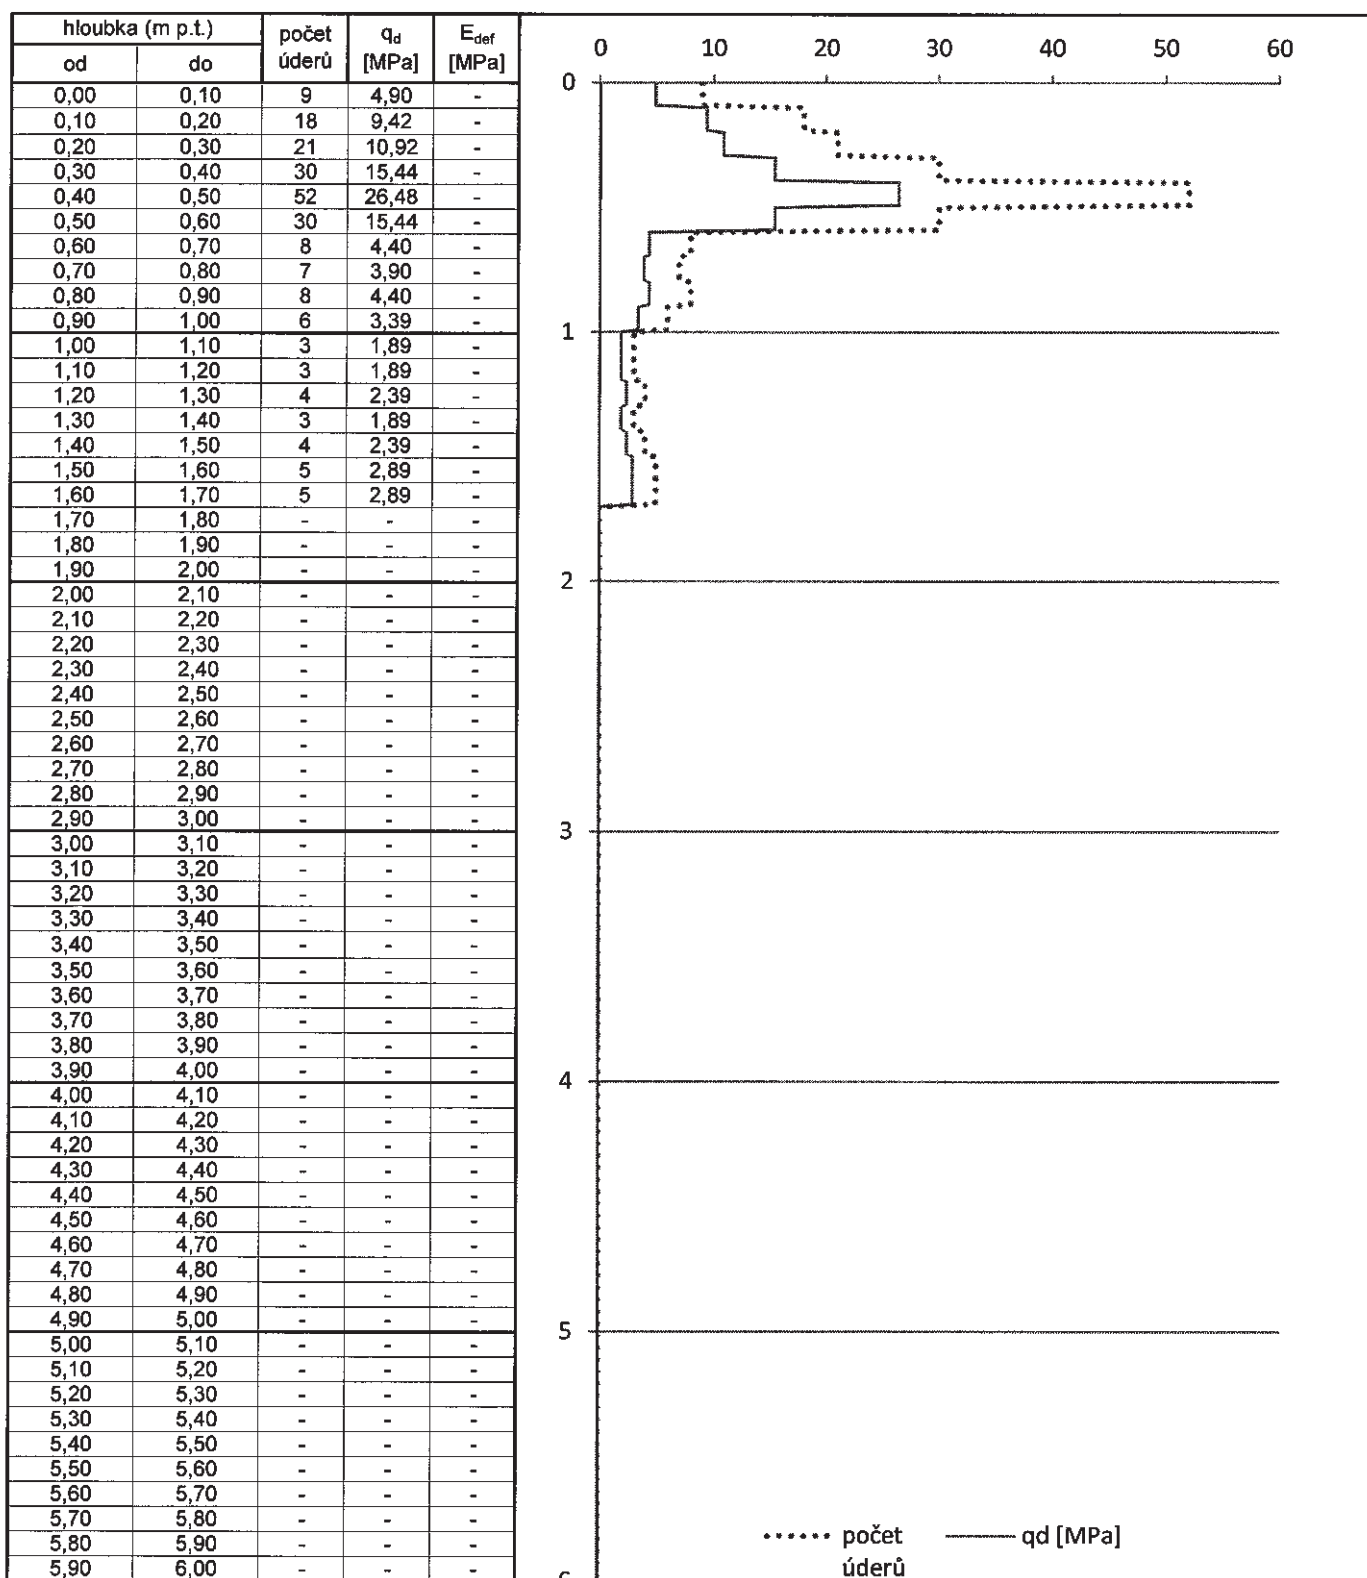 hloubka (m p.t.) počet úderů qd [MPa] Edef [MPa]
od do
0,00 0,10 9 4,90 -
0,10 0,20 18 9,42 -
0,20 0,30 21 10,92 -
0,30 0,40 30 15,44 -
0,40 0,50 52 26,48 -
0,50 0,60 30 15,44 -
0,60 0,70 8 4,40 -
0,70 0,80 7 3,90 -
0,80 0,90 8 4,40 -
0,90 1,00 6 3,39 -
1,00 1,10 3 1,89 -
1,10 1,20 3 1,89 -
1,20 1,30 4 2,39 -
1,30 1,40 3 1,89 -
1,40 1,50 4 2,39 -
1,50 1,60 5 2,89 -
1,60 1,70 5 2,89 -
1,70 1,80 - - -
1,80 1,90 - - -
1,90 2,00 - - -
2,00 2,10 - - -
2,10 2,20 - - -
2,20 2,30 - - -
2,30 2,40 - - -
2,40 2,50 - - -
2,50 2,60 - - -
2,60 2,70 - - -
2,70 2,80 - - -
2,80 2,90 - - -
2,90 3,00 - - -
3,00 3,10 - - -
3,10 3,20 - - -
3,20 3,30 - - -
3,30 3,40 - - -
3,40 3,50 - - -
3,50 3,60 - - -
3,60 3,70 - - -
3,70 3,80 - - -
3,80 3,90 - - -
3,90 4,00 - - -
4,00 4,10 - - -
4,10 4,20 - - -
4,20 4,30 - - -
4,30 4,40 - - -
4,40 4,50 - - -
4,50 4,60 - - -
4,60 4,70 - - -
4,70 4,80 - - -
4,80 4,90 - - -
4,90 5,00 - - -
5,00 5,10 - - -
5,10 5,20 - - -
5,20 5,30 - - -
5,30 5,40 - - -
5,40 5,50 - - -
5,50 5,60 - - -
5,60 5,70 - - -
5,70 5,80 - - -
5,80 5,90 - - -
5,90 6,00 - - -
0 10 20 30 40 50 60
0
1
2
3
4
5
počet úderů
qd [MPa]